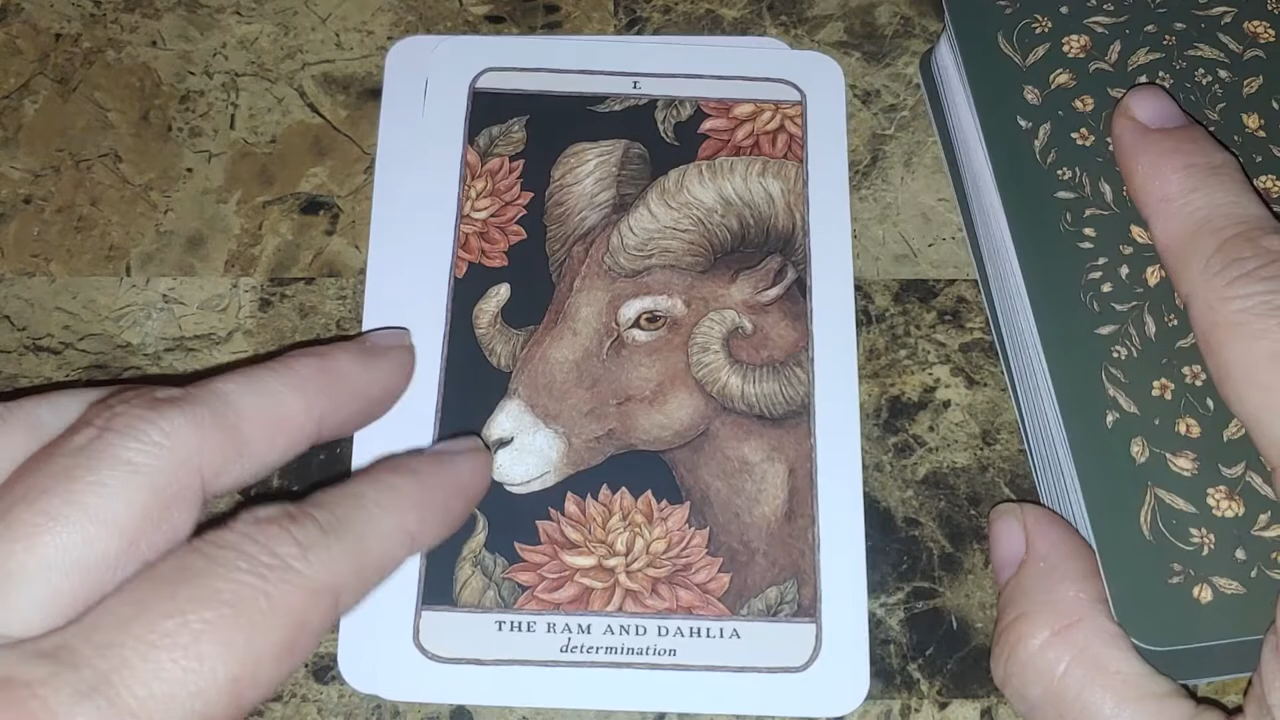 L
THE RAM AND DAHLIA
determination